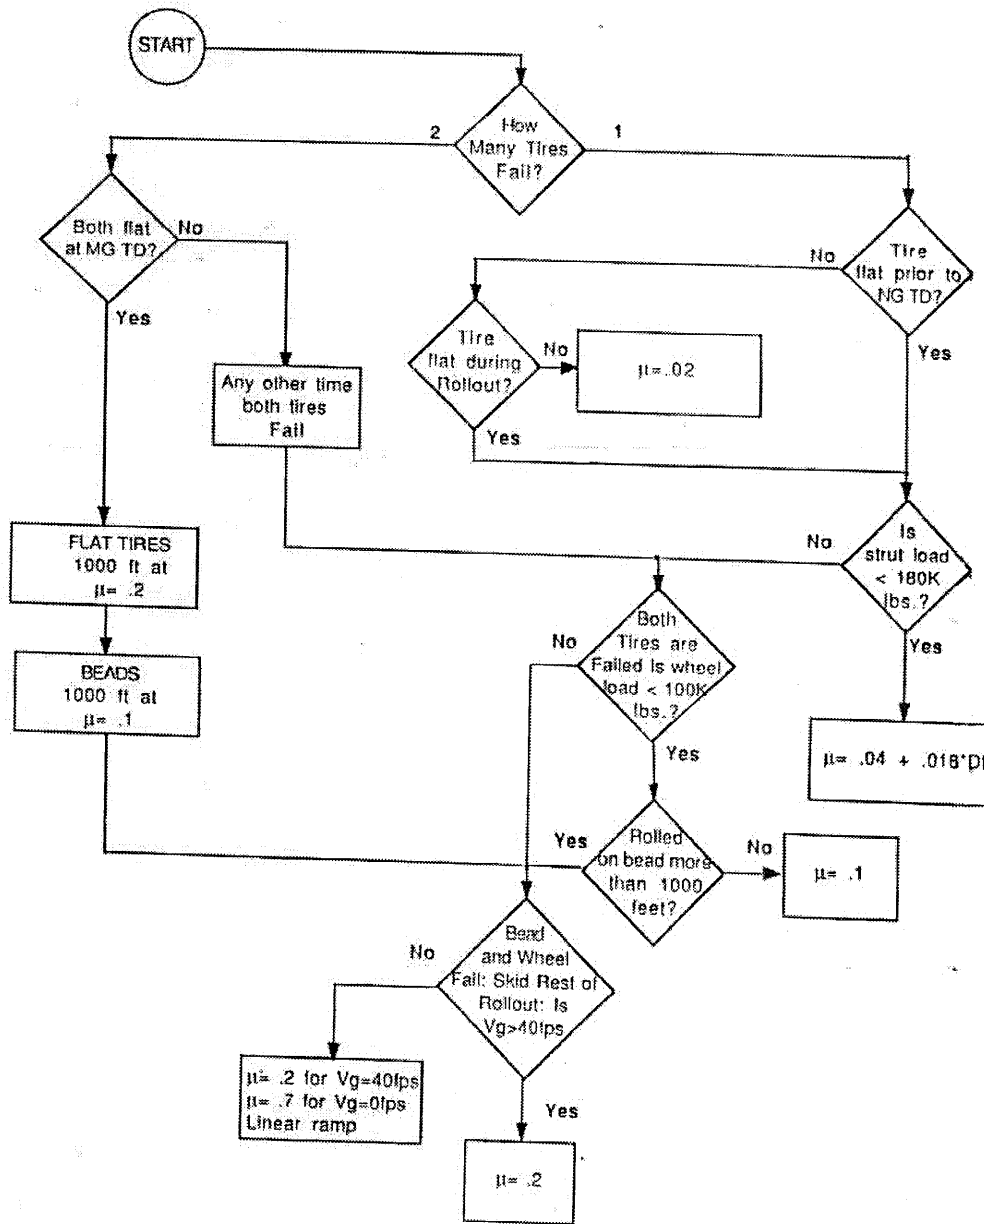 START
How
Many Tires
Fail?
2
1
Both flat
at MG TD?
No
Yes
Tire
flat prior to
NG TD?
No
Yes
Tire
flat during
Rollout?
No
Yes
μ=.02
Any other time
both tires
Fail
FLAT TIRES
1000 ft at
μ= .2
BEADS
1000 ft at
μ= .1
Is
strut load
< 180K
lbs.?
No
Yes
Both
Tires are
Failed Is wheel
load < 100K
lbs.?
No
Yes
μ= .04 + .018*D
Rolled
on bead more
than 1000
feet?
Yes
No
μ= .1
Bead
and Wheel
Fail: Skid Rest of
Rollout: Is
Vg>40fps
No
Yes
μ= .2 for Vg=40fps
μ= .7 for Vg=0fps
Linear ramp
μ= .2